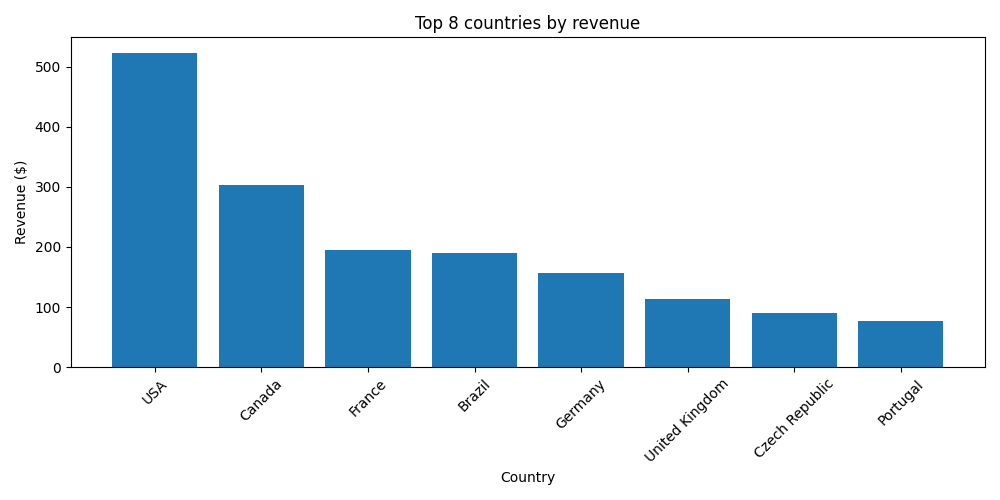 Top 8 countries by revenue
Revenue ($)
500
400
300
200
100
0
USA
Canada
France
Brazil
Germany
United Kingdom
Czech Republic
Portugal
Country